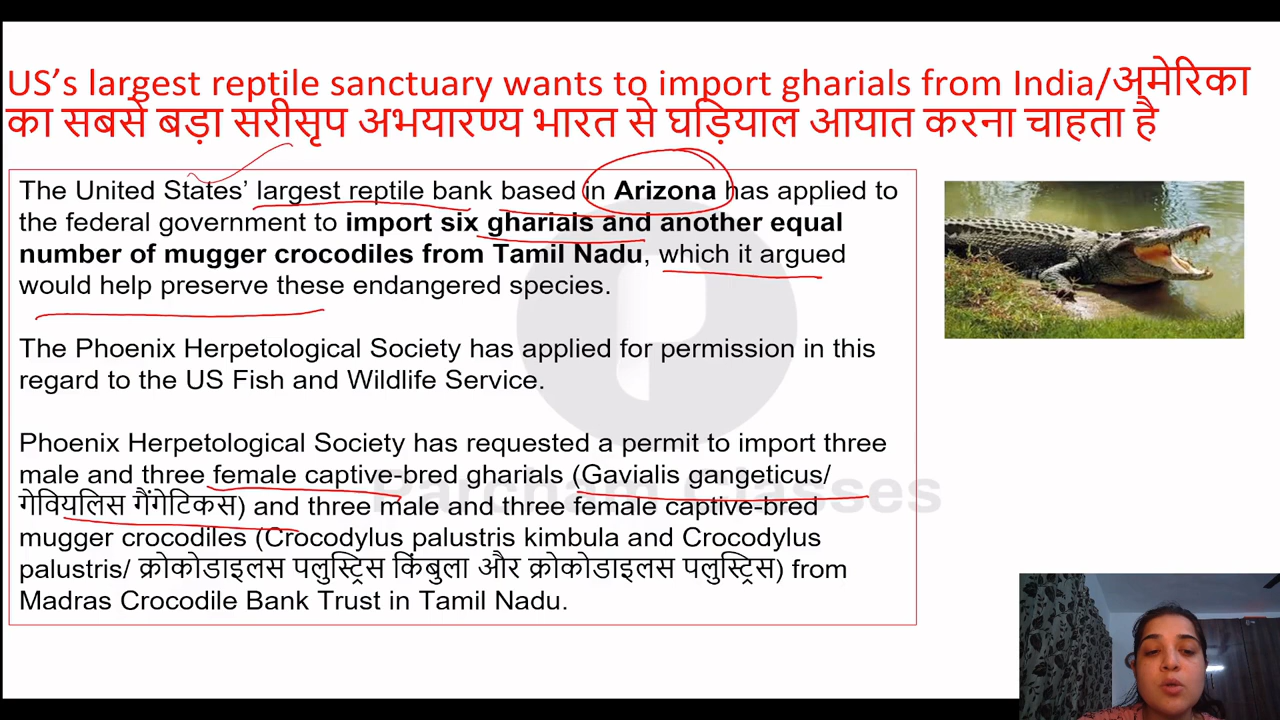 US's largest reptile sanctuary wants to import gharials from India/अमेरिका
का सबसे बड़ा सरीसृप अभयारण्य भारत से घड़ियाल आयात करना चाहता है
The United States' largest reptile bank based in Arizona has applied to
the federal government to import six gharials and another equal
number of mugger crocodiles from Tamil Nadu, which it argued
would help preserve these endangered species.
The Phoenix Herpetological Society has applied for permission in this
regard to the US Fish and Wildlife Service.
Phoenix Herpetological Society has requested a permit to import three
male and three female captive-bred gharials (Gavialis gangeticus/
गेवियलिस गैंगेटिकस) and three male and three female captive-bred
mugger crocodiles (Crocodylus palustris kimbula and Crocodylus
palustris/ क्रोकोडाइलस पलुस्ट्रिस किंबुला और क्रोकोडाइलस पलुस्ट्रिस) from
Madras Crocodile Bank Trust in Tamil Nadu.
Parcham Classes